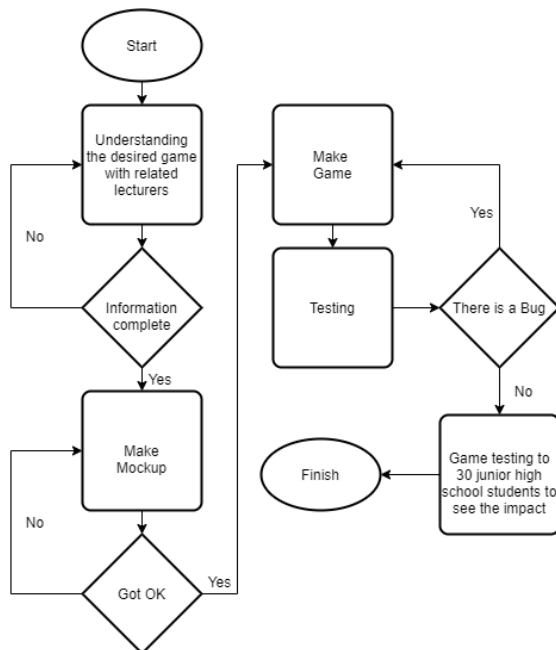 Start
Understanding
the desired game
with related
lecturers
No
Information
complete
Yes
Make
Mockup
No
Got OK
Yes
Make
Game
Yes
Testing
There is a Bug
No
Game testing to
30 junior high
school students to
see the impact
Finish